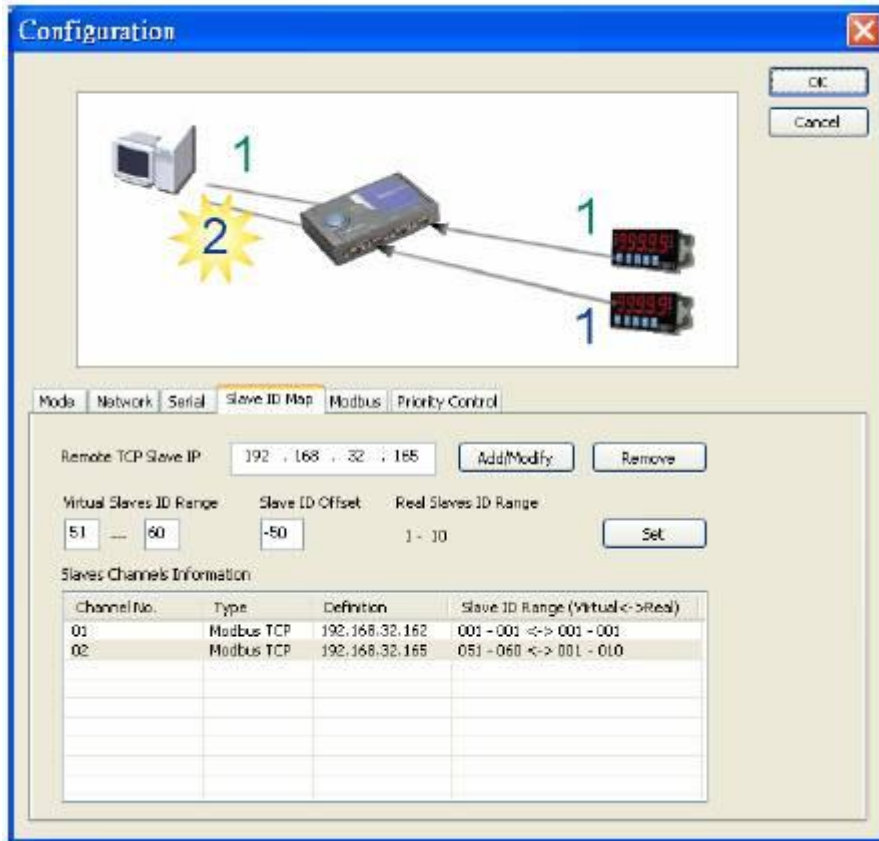 Configuration
OK
Cancel
1
2
1
1
99999
99999
Mode Network Serial Slave ID Map Modbus Priority Control
Remote TCP Slave IP 192 . 168 . 32 . 165 Add/Modify Remove
Virtual Slaves ID Range Slave ID Offset Real Slaves ID Range
51 --- 60 -50 1 - 10 Set
Slaves Channels Information
Channel No. Type Definition Slave ID Range (Virtual<->Real)
01 Modbus TCP 192.168.32.162 001 - 001 <-> 001 - 001
02 Modbus TCP 192.168.32.165 051 - 060 <-> 001 - 010